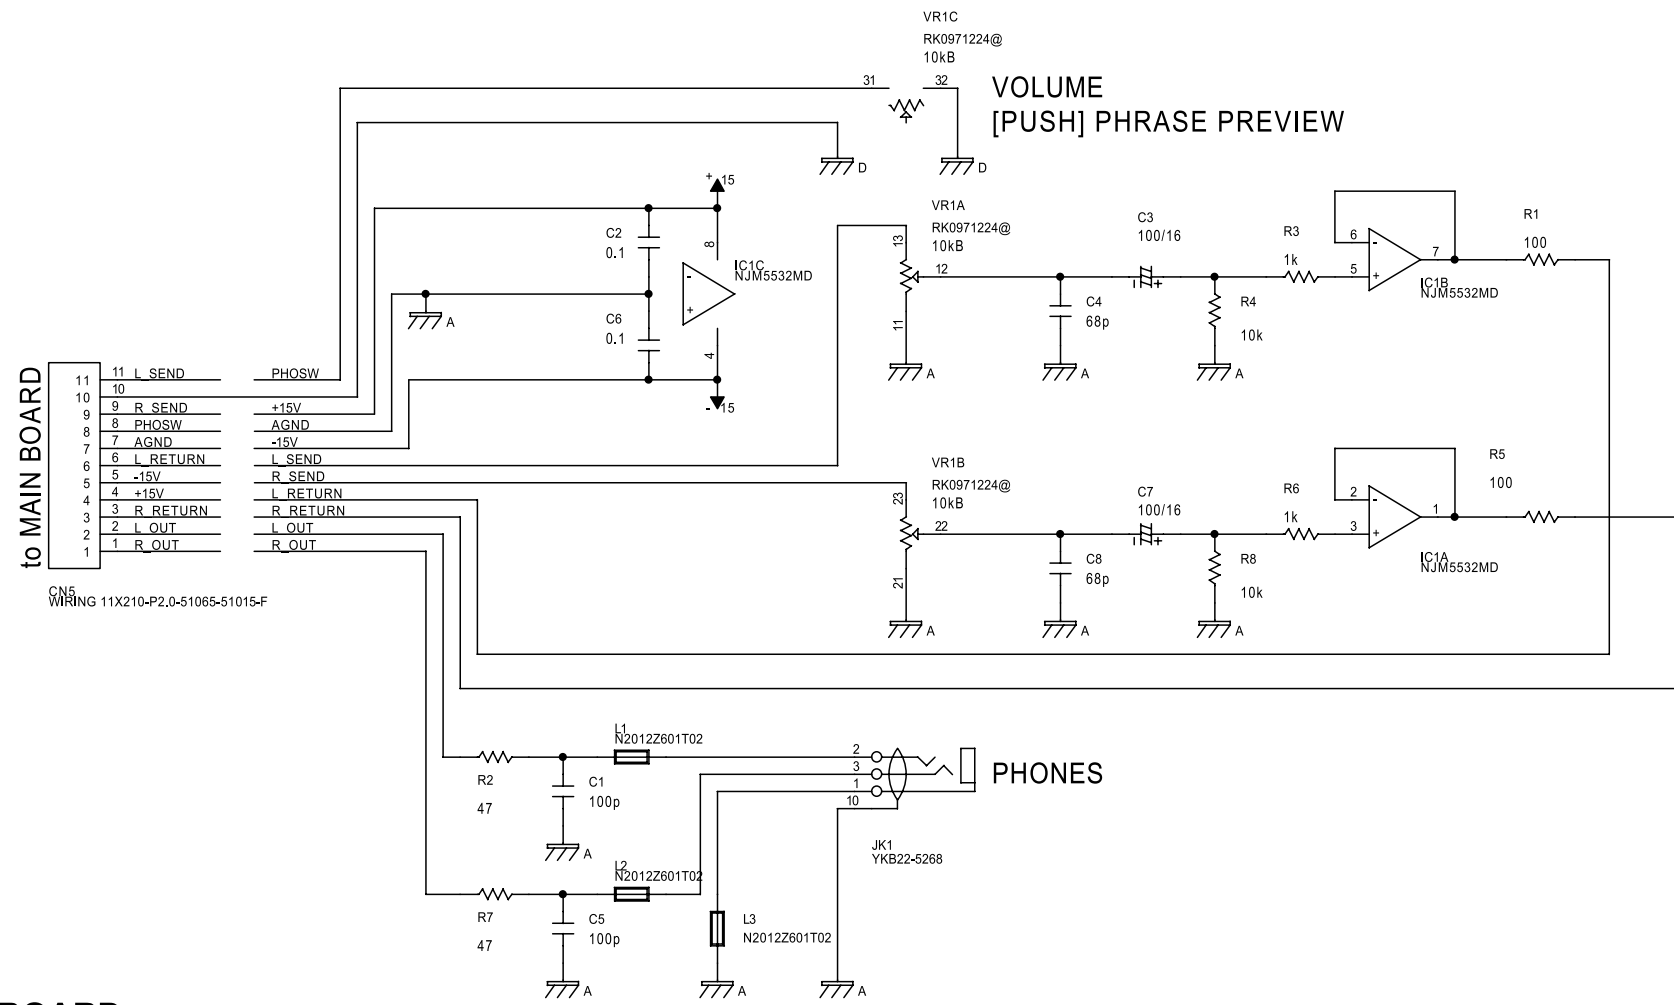 VR1C
RK0971224@
10kB
31
32
VOLUME
[PUSH] PHRASE PREVIEW
D
D
+
15
VR1A
RK0971224@
10kB
13
12
11
A
C3
100/16
R3
1k
R1
100
6
-
7
5
+
IC1B
NJM5532MD
C2
0.1
8
IC1C
NJM5532MD
-
+
C4
68p
- +
R4
10k
A
C6
0.1
4
A
A
- 15
to MAIN BOARD
11 11 L_SEND PHOSW
10 10
9 9 R_SEND +15V
8 8 PHOSW AGND
7 7 AGND -15V
6 6 L_RETURN L_SEND
5 5 -15V R_SEND
4 4 +15V L_RETURN
3 3 R_RETURN R_RETURN
2 2 L_OUT L_OUT
1 1 R_OUT R_OUT
CN5
WIRING 11X210-P2.0-51065-51015-F
VR1B
RK0971224@
10kB
23
22
21
A
C7
100/16
- +
R6
1k
R5
100
2
-
1
3
+
IC1A
NJM5532MD
C8
68p
R8
10k
A
A
L1
N2012Z601T02
R2
47
C1
100p
A
2
3
1
10
PHONES
JK1
YKB22-5268
L2
N2012Z601T02
R7
47
C5
100p
L3
N2012Z601T02
A
A
A